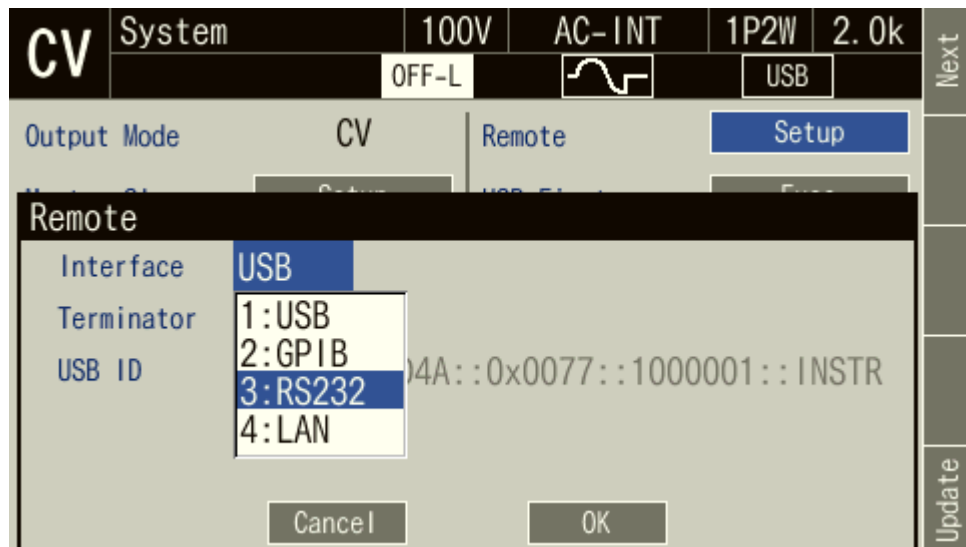 CV System 100V AC-INT 1P2W 2.0k
OFF-L USB
Next
Output Mode CV Remote Setup
Remote
Interface USB
Terminator 1:USB
2:GPIB
USB ID 04A::0x0077::1000001::INSTR
3:RS232
4:LAN
Cancel OK
Update